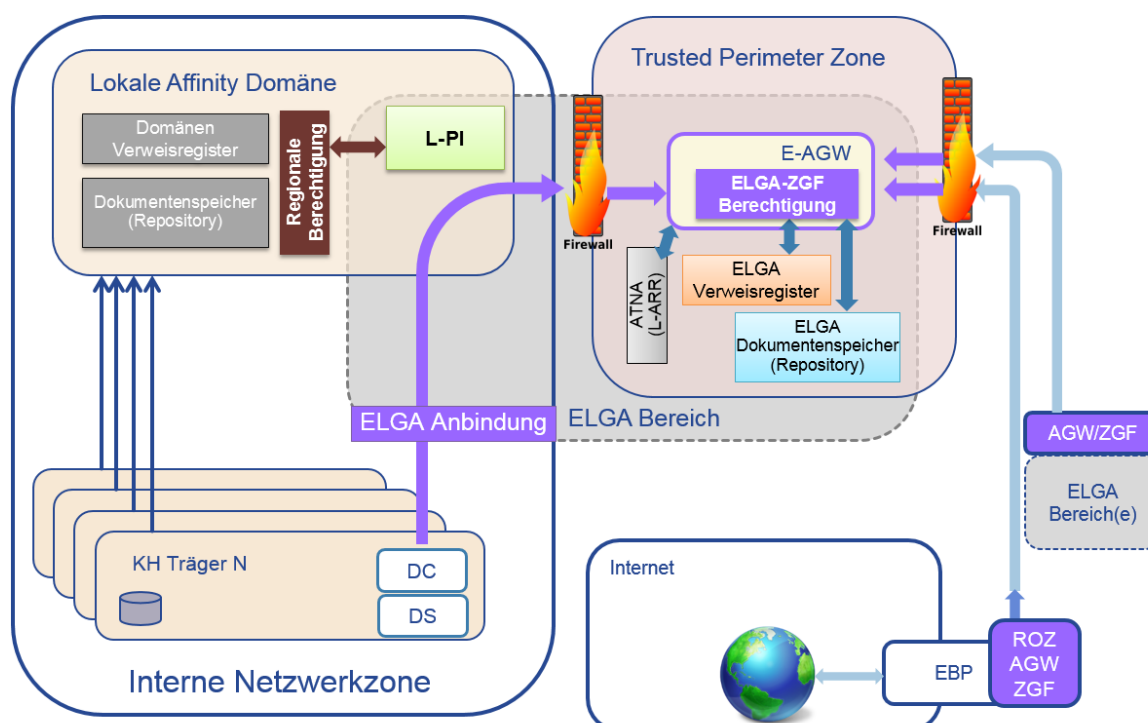 Lokale Affinity Domäne
Domänen
Verweisregister
Dokumentenspeicher
(Repository)
Regionale
Berechtigung
L-PI
Trusted Perimeter Zone
E-AGW
ELGA-ZGF
Berechtigung
Firewall
Firewall
ATNA
(L-ARR)
ELGA
Verweisregister
ELGA
Dokumentenspeicher
(Repository)
ELGA Anbindung
ELGA Bereich
AGW/ZGF
ELGA
Bereich(e)
KH Träger N
DC
DS
Interne Netzwerkzone
Internet
EBP
ROZ
AGW
ZGF